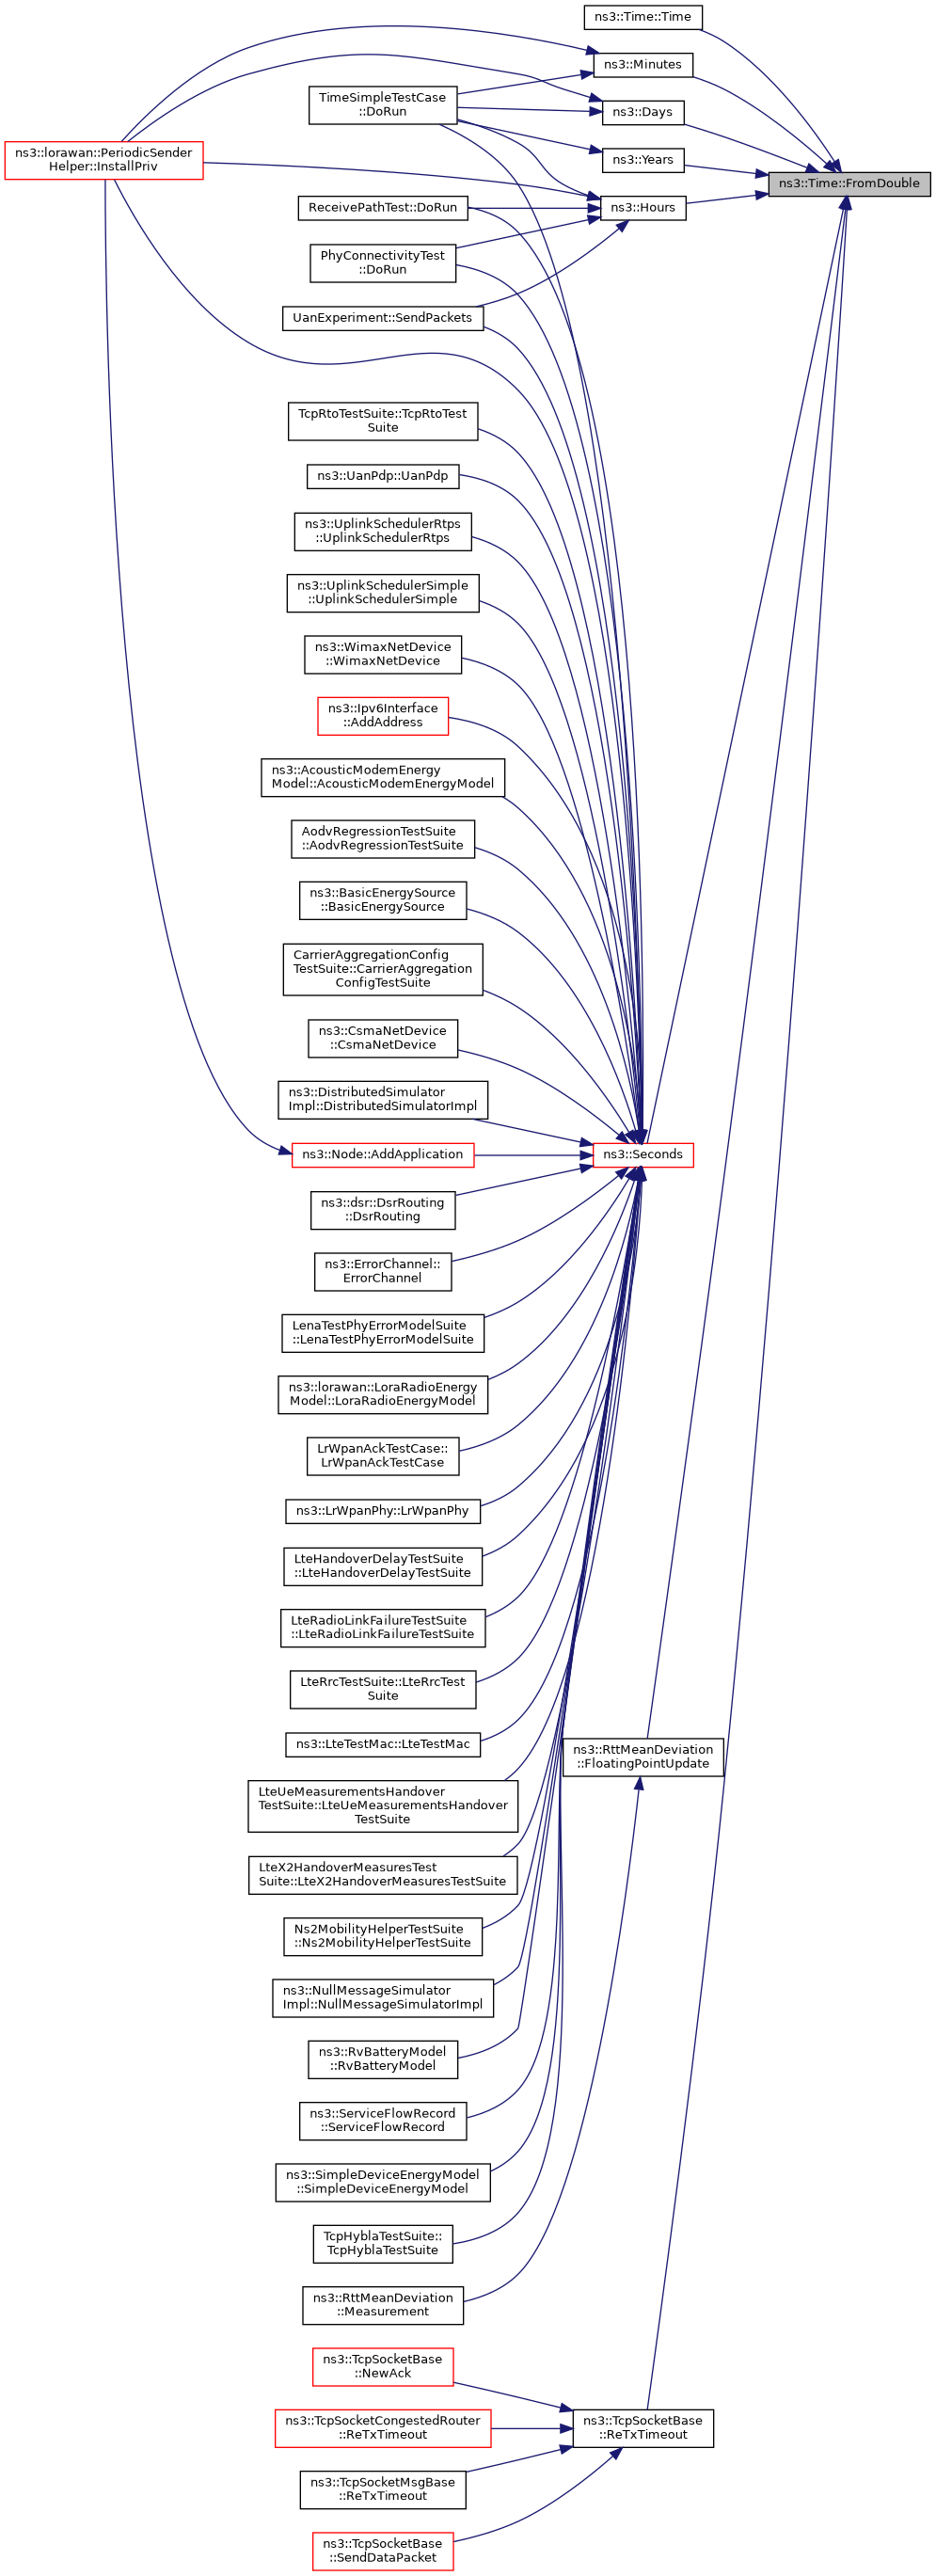 ns3::Time::Time
ns3::Minutes
TimeSimpleTestCase
::DoRun
ns3::Days
ns3::lorawan::PeriodicSender
Helper::InstallPriv
ns3::Years
ns3::Time::FromDouble
ReceivePathTest::DoRun
ns3::Hours
PhyConnectivityTest
::DoRun
UanExperiment::SendPackets
TcpRtoTestSuite::TcpRtoTest
Suite
ns3::UanPdp::UanPdp
ns3::UplinkSchedulerRtps
::UplinkSchedulerRtps
ns3::UplinkSchedulerSimple
::UplinkSchedulerSimple
ns3::WimaxNetDevice
::WimaxNetDevice
ns3::Ipv6Interface
::AddAddress
ns3::AcousticModemEnergy
Model::AcousticModemEnergyModel
AodvRegressionTestSuite
::AodvRegressionTestSuite
ns3::BasicEnergySource
::BasicEnergySource
CarrierAggregationConfig
TestSuite::CarrierAggregation
ConfigTestSuite
ns3::CsmaNetDevice
::CsmaNetDevice
ns3::DistributedSimulator
Impl::DistributedSimulatorImpl
ns3::Node::AddApplication
ns3::Seconds
ns3::dsr::DsrRouting
::DsrRouting
ns3::ErrorChannel::
ErrorChannel
LenaTestPhyErrorModelSuite
::LenaTestPhyErrorModelSuite
ns3::lorawan::LoraRadioEnergy
Model::LoraRadioEnergyModel
LrWpanAckTestCase::
LrWpanAckTestCase
ns3::LrWpanPhy::LrWpanPhy
LteHandoverDelayTestSuite
::LteHandoverDelayTestSuite
LteRadioLinkFailureTestSuite
::LteRadioLinkFailureTestSuite
LteRrcTestSuite::LteRrcTest
Suite
ns3::LteTestMac::LteTestMac
ns3::RttMeanDeviation
::FloatingPointUpdate
LteUeMeasurementsHandover
TestSuite::LteUeMeasurementsHandover
TestSuite
LteX2HandoverMeasuresTest
Suite::LteX2HandoverMeasuresTestSuite
Ns2MobilityHelperTestSuite
::Ns2MobilityHelperTestSuite
ns3::NullMessageSimulator
Impl::NullMessageSimulatorImpl
ns3::RvBatteryModel
::RvBatteryModel
ns3::ServiceFlowRecord
::ServiceFlowRecord
ns3::SimpleDeviceEnergyModel
::SimpleDeviceEnergyModel
TcpHyblaTestSuite::
TcpHyblaTestSuite
ns3::RttMeanDeviation
::Measurement
ns3::TcpSocketBase
::NewAck
ns3::TcpSocketCongestedRouter
::ReTxTimeout
ns3::TcpSocketBase
::ReTxTimeout
ns3::TcpSocketMsgBase
::ReTxTimeout
ns3::TcpSocketBase
::SendDataPacket